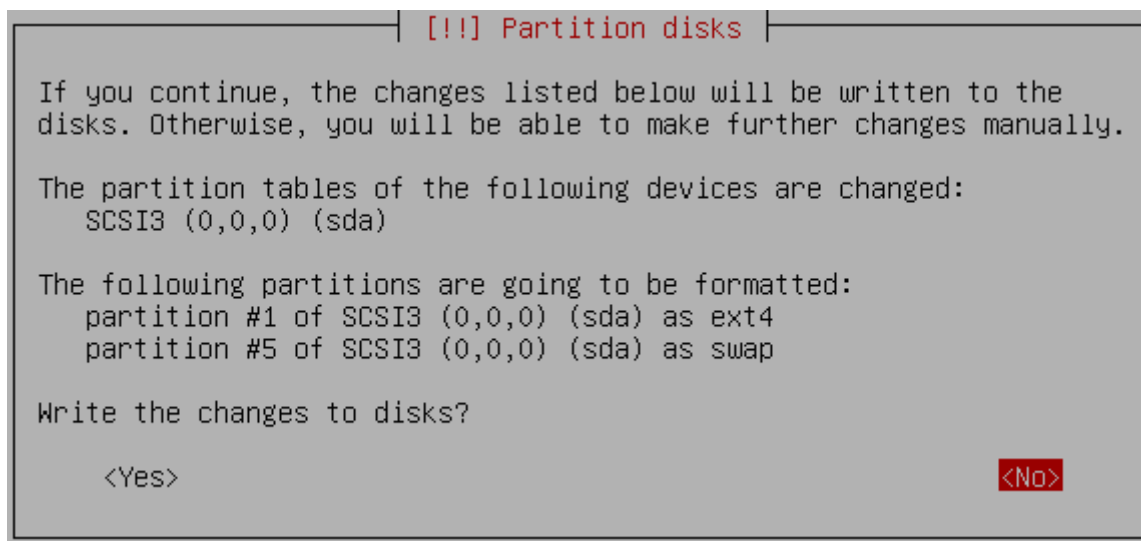 [!!] Partition disks
If you continue, the changes listed below will be written to the
disks. Otherwise, you will be able to make further changes manually.
The partition tables of the following devices are changed:
SCSI3 (0,0,0) (sda)
The following partitions are going to be formatted:
partition #1 of SCSI3 (0,0,0) (sda) as ext4
partition #5 of SCSI3 (0,0,0) (sda) as swap
Write the changes to disks?
<Yes> <No>